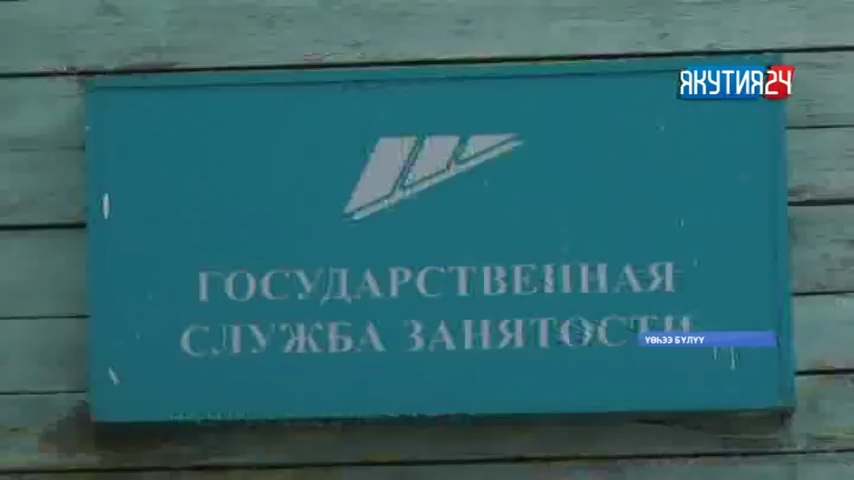 ЯКУТИЯ24
ГОСУДАРСТВЕННАЯ
СЛУЖБА ЗАНЯТОСТИ
ҮӨҺЭЭ БҮЛҮҮ